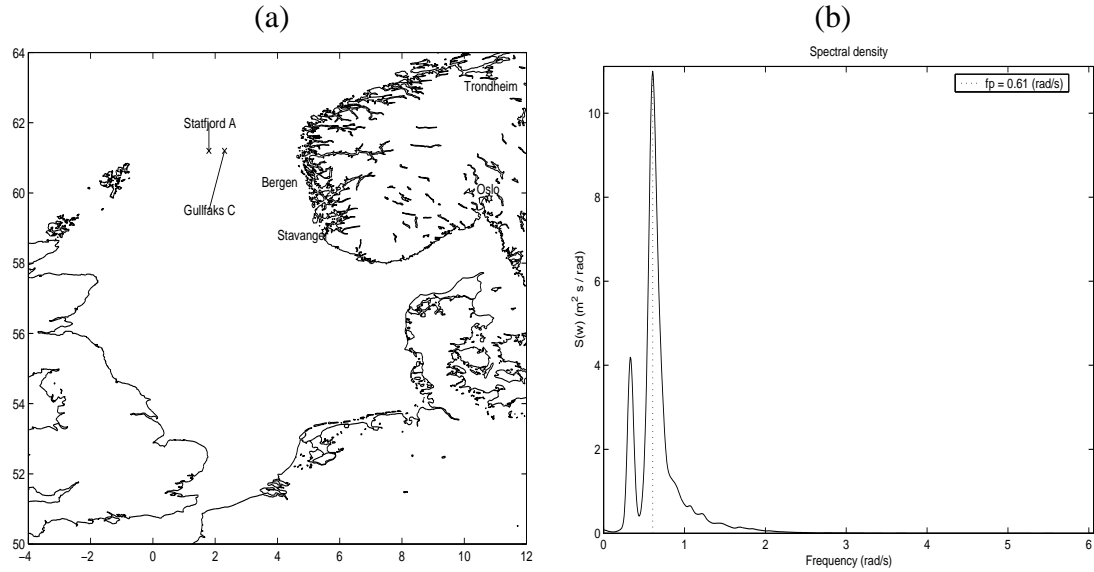 (a)
64
62
60
58
56
54
52
50
−4
−2
0
2
4
6
8
10
12
Trondheim
Statfjord A
Bergen
Oslo
Gullfaks C
Stavange
(b)
Spectral density
fp = 0.61 (rad/s)
S(w) (m² s / rad)
10
8
6
4
2
0
0
1
2
3
4
5
6
Frequency (rad/s)